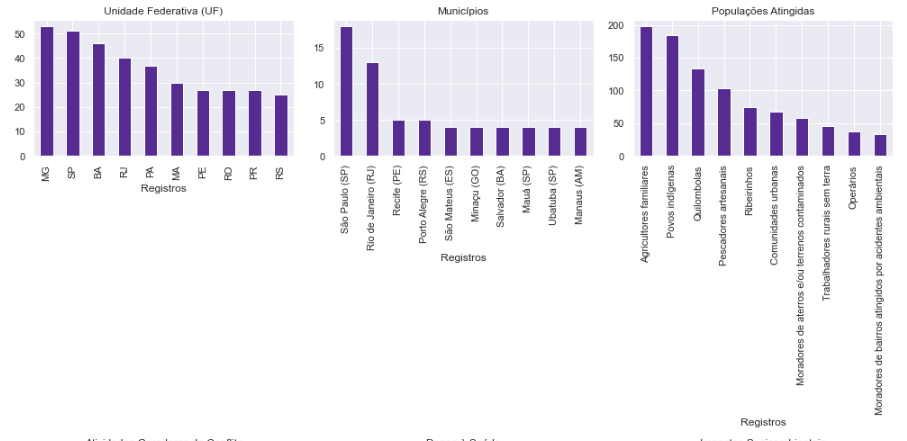 Unidade Federativa (UF)
50
40
30
20
10
0
MG
SP
BA
RJ
PA
MA
PE
RO
PR
RS
Registros
Municípios
15
10
5
0
São Paulo (SP)
Rio de Janeiro (RJ)
Recife (PE)
Porto Alegre (RS)
São Mateus (ES)
Minaçu (GO)
Salvador (BA)
Mauá (SP)
Ubatuba (SP)
Manaus (AM)
Registros
Populações Atingidas
200
150
100
50
0
Agricultores familiares
Povos indígenas
Quilombolas
Pescadores artesanais
Ribeirinhos
Comunidades urbanas
Moradores de aterros e/ou terrenos contaminados
Trabalhadores rurais sem terra
Operários
Moradores de bairros atingidos por acidentes ambientais
Registros